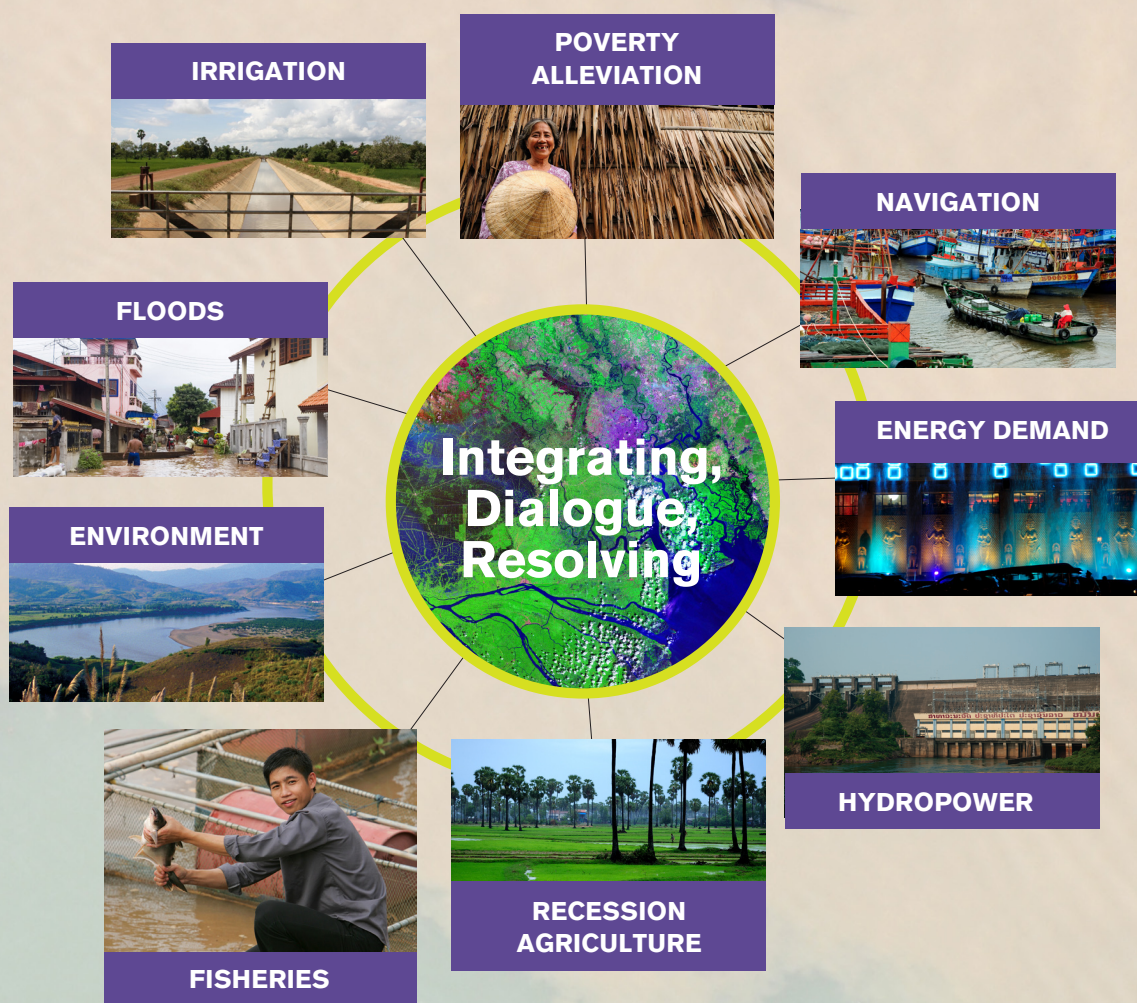 IRRIGATION
POVERTY
ALLEVIATION
NAVIGATION
FLOODS
ENERGY DEMAND
Integrating,
Dialogue,
Resolving
ENVIRONMENT
HYDROPOWER
RECESSION
AGRICULTURE
FISHERIES